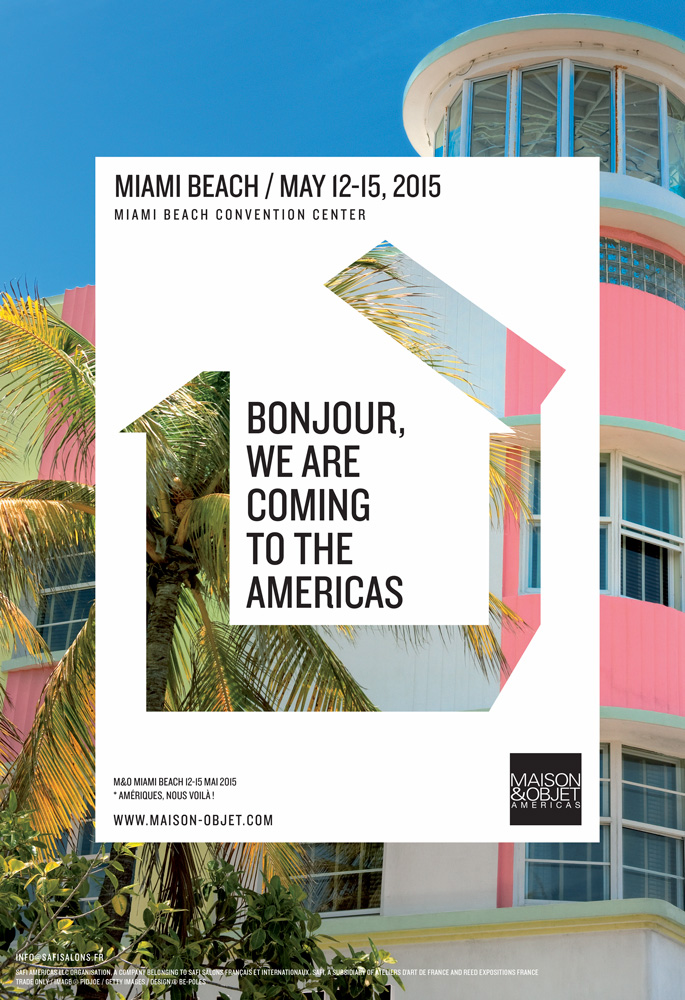 MIAMI BEACH / MAY 12-15, 2015
MIAMI BEACH CONVENTION CENTER
BONJOUR,
WE ARE
COMING
TO THE
AMERICAS
M&O MIAMI BEACH 12-15 MAI 2015
* AMÉRIQUES, NOUS VOILÀ !
WWW.MAISON-OBJET.COM
MAISON
&OBJET
AMERICAS
INFO@SAFISALONS.FR
SAFI AMERICAS LLC ORGANISATION, A COMPANY BELONGING TO SAFI SALONS FRANÇAIS ET INTERNATIONAUX. SAFI, A SUBSIDIARY OF ATELIERS D'ART DE FRANCE AND REED EXPOSITIONS FRANCE
TRADE ONLY / IMAGE © PIDJOE / GETTY IMAGES / DESIGN © BE-POLES